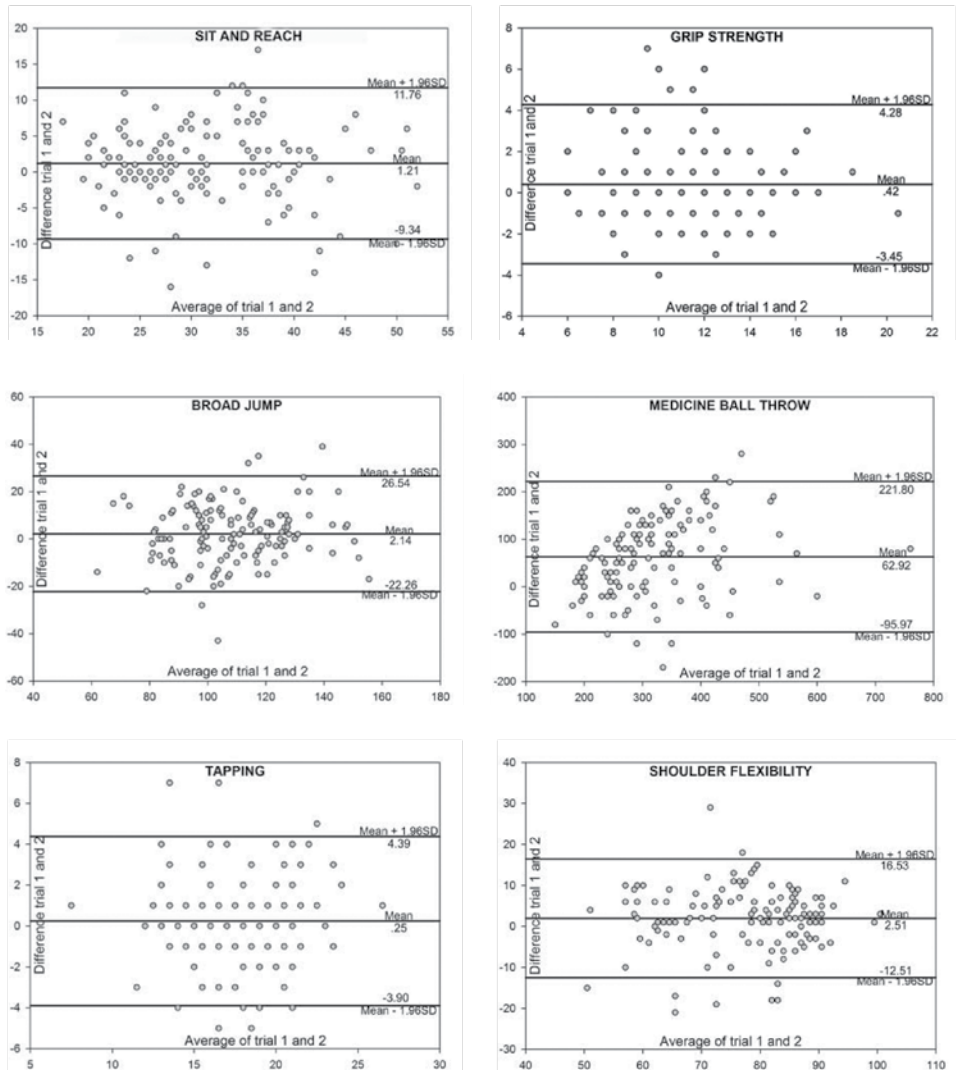 SIT AND REACH
20
15
10
5
0
-5
-10
-15
-20
Difference trial 1 and 2
Mean + 1.96SD
11.76
Mean
1.21
-9.34
Mean - 1.96SD
Average of trial 1 and 2
15 20 25 30 35 40 45 50 55
GRIP STRENGTH
8
6
4
2
0
-2
-4
-6
Difference trial 1 and 2
Mean + 1.96SD
4.28
Mean
.42
-3.45
Mean - 1.96SD
Average of trial 1 and 2
4 6 8 10 12 14 16 18 20 22
BROAD JUMP
60
40
20
0
-20
-40
-60
Difference trial 1 and 2
Mean + 1.96SD
26.54
Mean
2.14
-22.26
Mean - 1.96SD
Average of trial 1 and 2
40 60 80 100 120 140 160 180
MEDICINE BALL THROW
400
300
200
100
0
-100
-200
Difference trial 1 and 2
Mean + 1.96SD
221.80
Mean
62.92
-95.97
Mean - 1.96SD
Average of trial 1 and 2
100 200 300 400 500 600 700 800
TAPPING
8
6
4
2
0
-2
-4
-6
Difference trial 1 and 2
Mean + 1.96SD
4.39
Mean
.25
-3.90
Mean - 1.96SD
Average of trial 1 and 2
5 10 15 20 25 30
SHOULDER FLEXIBILITY
40
30
20
10
0
-10
-20
-30
Difference trial 1 and 2
Mean + 1.96SD
16.53
Mean
2.51
-12.51
Mean - 1.96SD
Average of trial 1 and 2
40 50 60 70 80 90 100 110